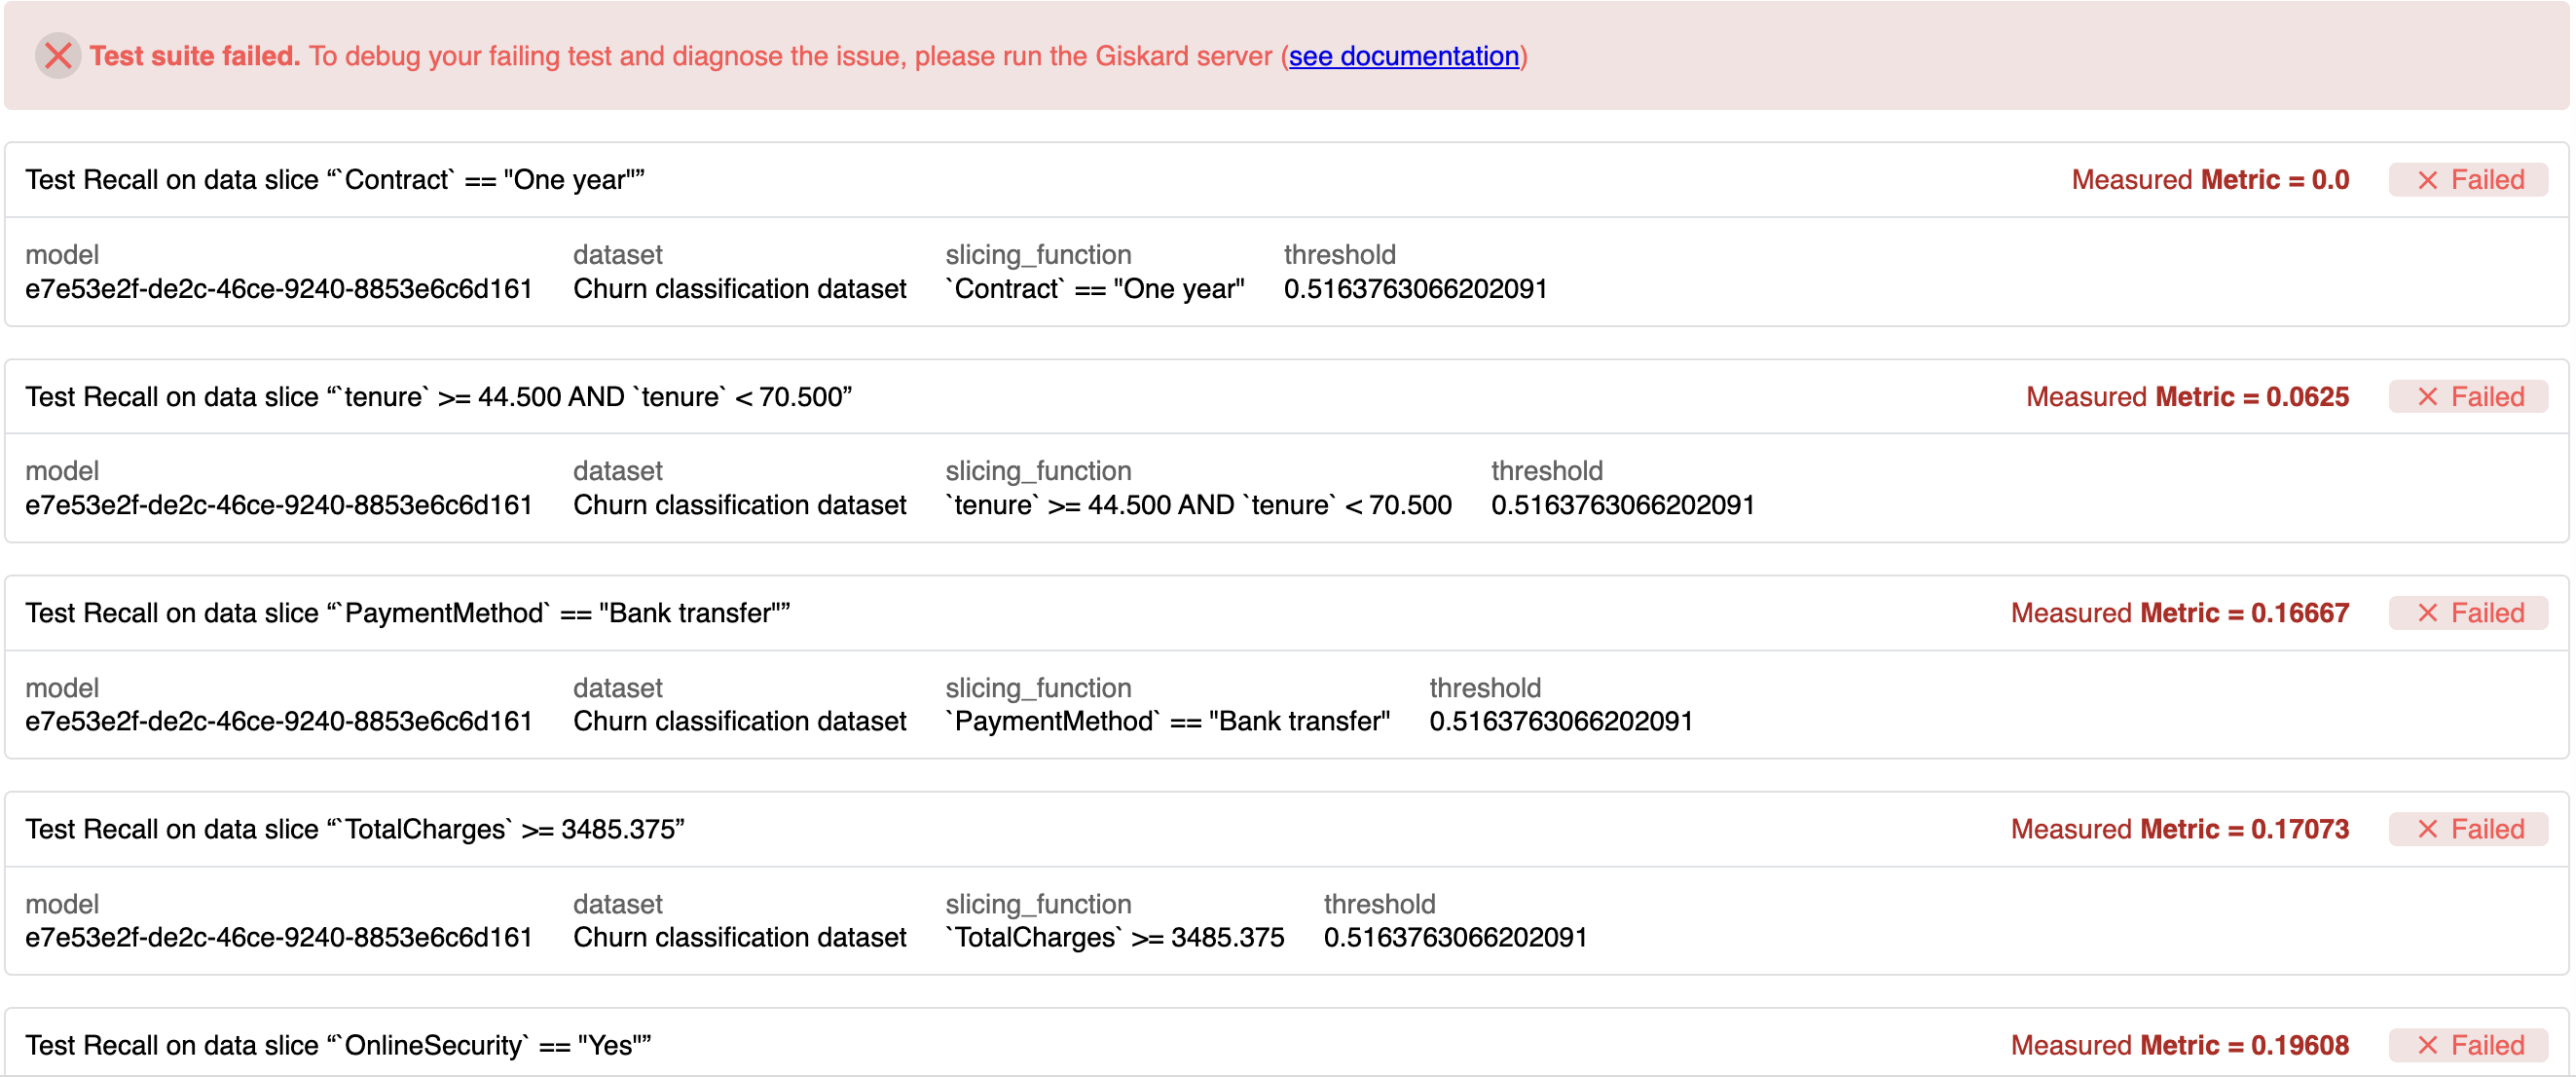 Test suite failed. To debug your failing test and diagnose the issue, please run the Giskard server (see documentation)
Test Recall on data slice “`Contract` == "One year"” Measured Metric = 0.0 Failed
model dataset slicing_function threshold
e7e53e2f-de2c-46ce-9240-8853e6c6d161 Churn classification dataset `Contract` == "One year" 0.5163763066202091
Test Recall on data slice “`tenure` >= 44.500 AND `tenure` < 70.500” Measured Metric = 0.0625 Failed
model dataset slicing_function threshold
e7e53e2f-de2c-46ce-9240-8853e6c6d161 Churn classification dataset `tenure` >= 44.500 AND `tenure` < 70.500 0.5163763066202091
Test Recall on data slice “`PaymentMethod` == "Bank transfer"” Measured Metric = 0.16667 Failed
model dataset slicing_function threshold
e7e53e2f-de2c-46ce-9240-8853e6c6d161 Churn classification dataset `PaymentMethod` == "Bank transfer" 0.5163763066202091
Test Recall on data slice “`TotalCharges` >= 3485.375” Measured Metric = 0.17073 Failed
model dataset slicing_function threshold
e7e53e2f-de2c-46ce-9240-8853e6c6d161 Churn classification dataset `TotalCharges` >= 3485.375 0.5163763066202091
Test Recall on data slice “`OnlineSecurity` == "Yes"” Measured Metric = 0.19608 Failed